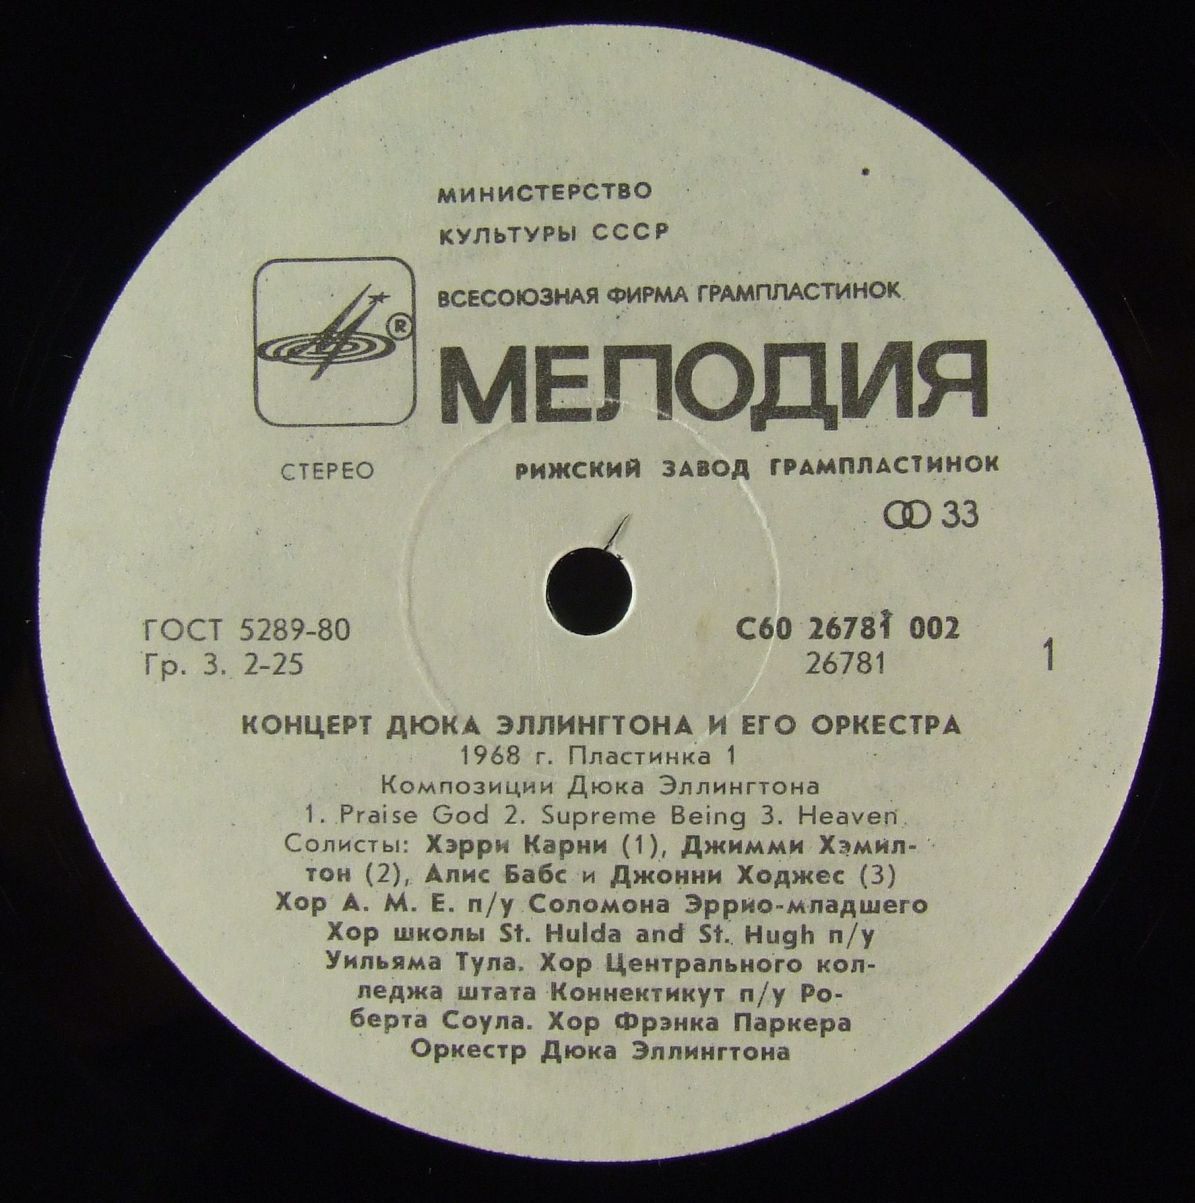 МИНИСТЕРСТВО
КУЛЬТУРЫ СССР
ВСЕСОЮЗНАЯ ФИРМА ГРАМПЛАСТИНОК
®
МЕЛОДИЯ
СТЕРЕО
РИЖСКИЙ ЗАВОД ГРАМПЛАСТИНОК
33
ГОСТ 5289-80
Гр. 3. 2-25
С60 26781 002
26781
1
КОНЦЕРТ ДЮКА ЭЛЛИНГТОНА И ЕГО ОРКЕСТРА
1968 г. Пластинка 1
Композиции Дюка Эллингтона
1. Praise God 2. Supreme Being 3. Heaven
Солисты: Хэрри Карни (1), Джимми Хэмил-
тон (2), Алис Бабс и Джонни Ходжес (3)
Хор А. М. Е. п/у Соломона Эррио-младшего
Хор школы St. Hulda and St. Hugh п/у
Уильяма Тула. Хор Центрального кол-
леджа штата Коннектикут п/у Ро-
берта Соула. Хор Фрэнка Паркера
Оркестр Дюка Эллингтона